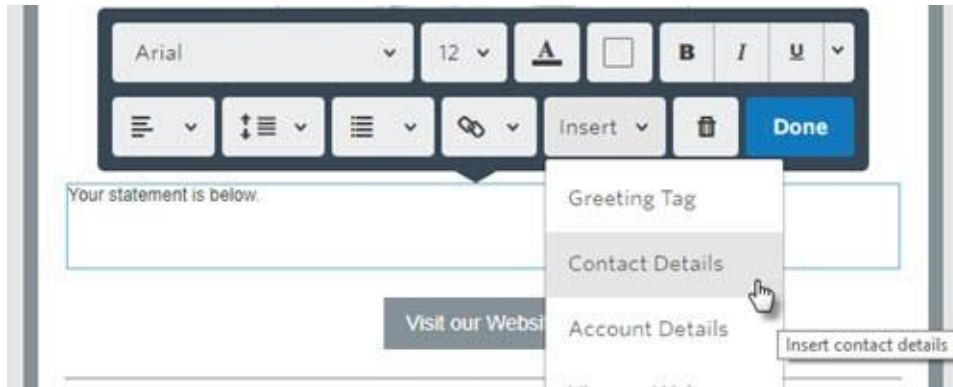 Arial 12 A B I U
Insert Done
Your statement is below.
Greeting Tag
Contact Details
Visit our Websi
Account Details
Insert contact details